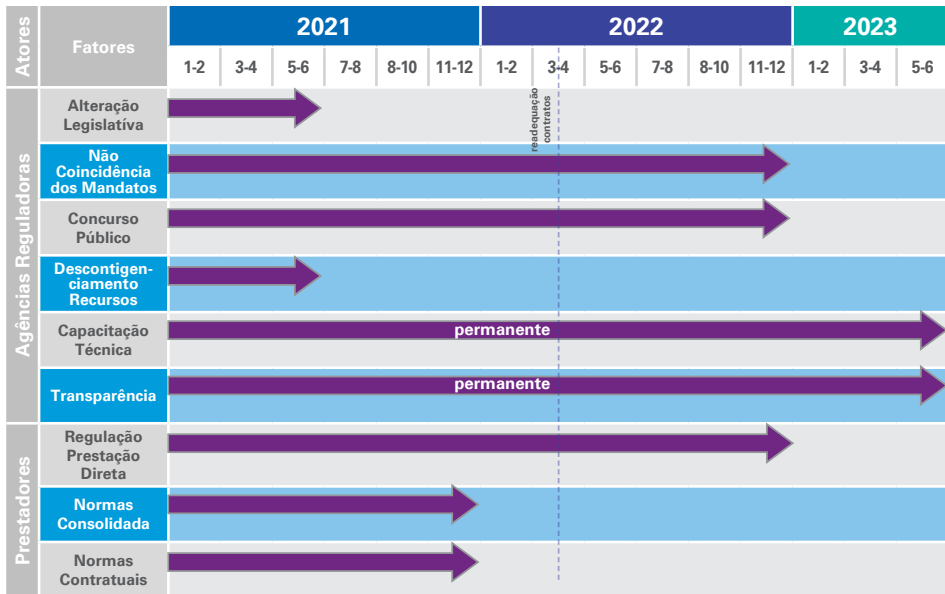 Atores
Fatores
2021
2022
2023
1-2
3-4
5-6
7-8
8-10
11-12
1-2
3-4
5-6
7-8
8-10
11-12
1-2
3-4
5-6
readequação
contratos
Agências Reguladoras
Alteração
Legislatíva
Não
Coincidência
dos Mandatos
Concurso
Público
Descontigen-
ciamento
Recursos
Capacitação
Técnica
permanente
Transparência
permanente
Prestadores
Regulação
Prestação
Direta
Normas
Consolidada
Normas
Contratuais